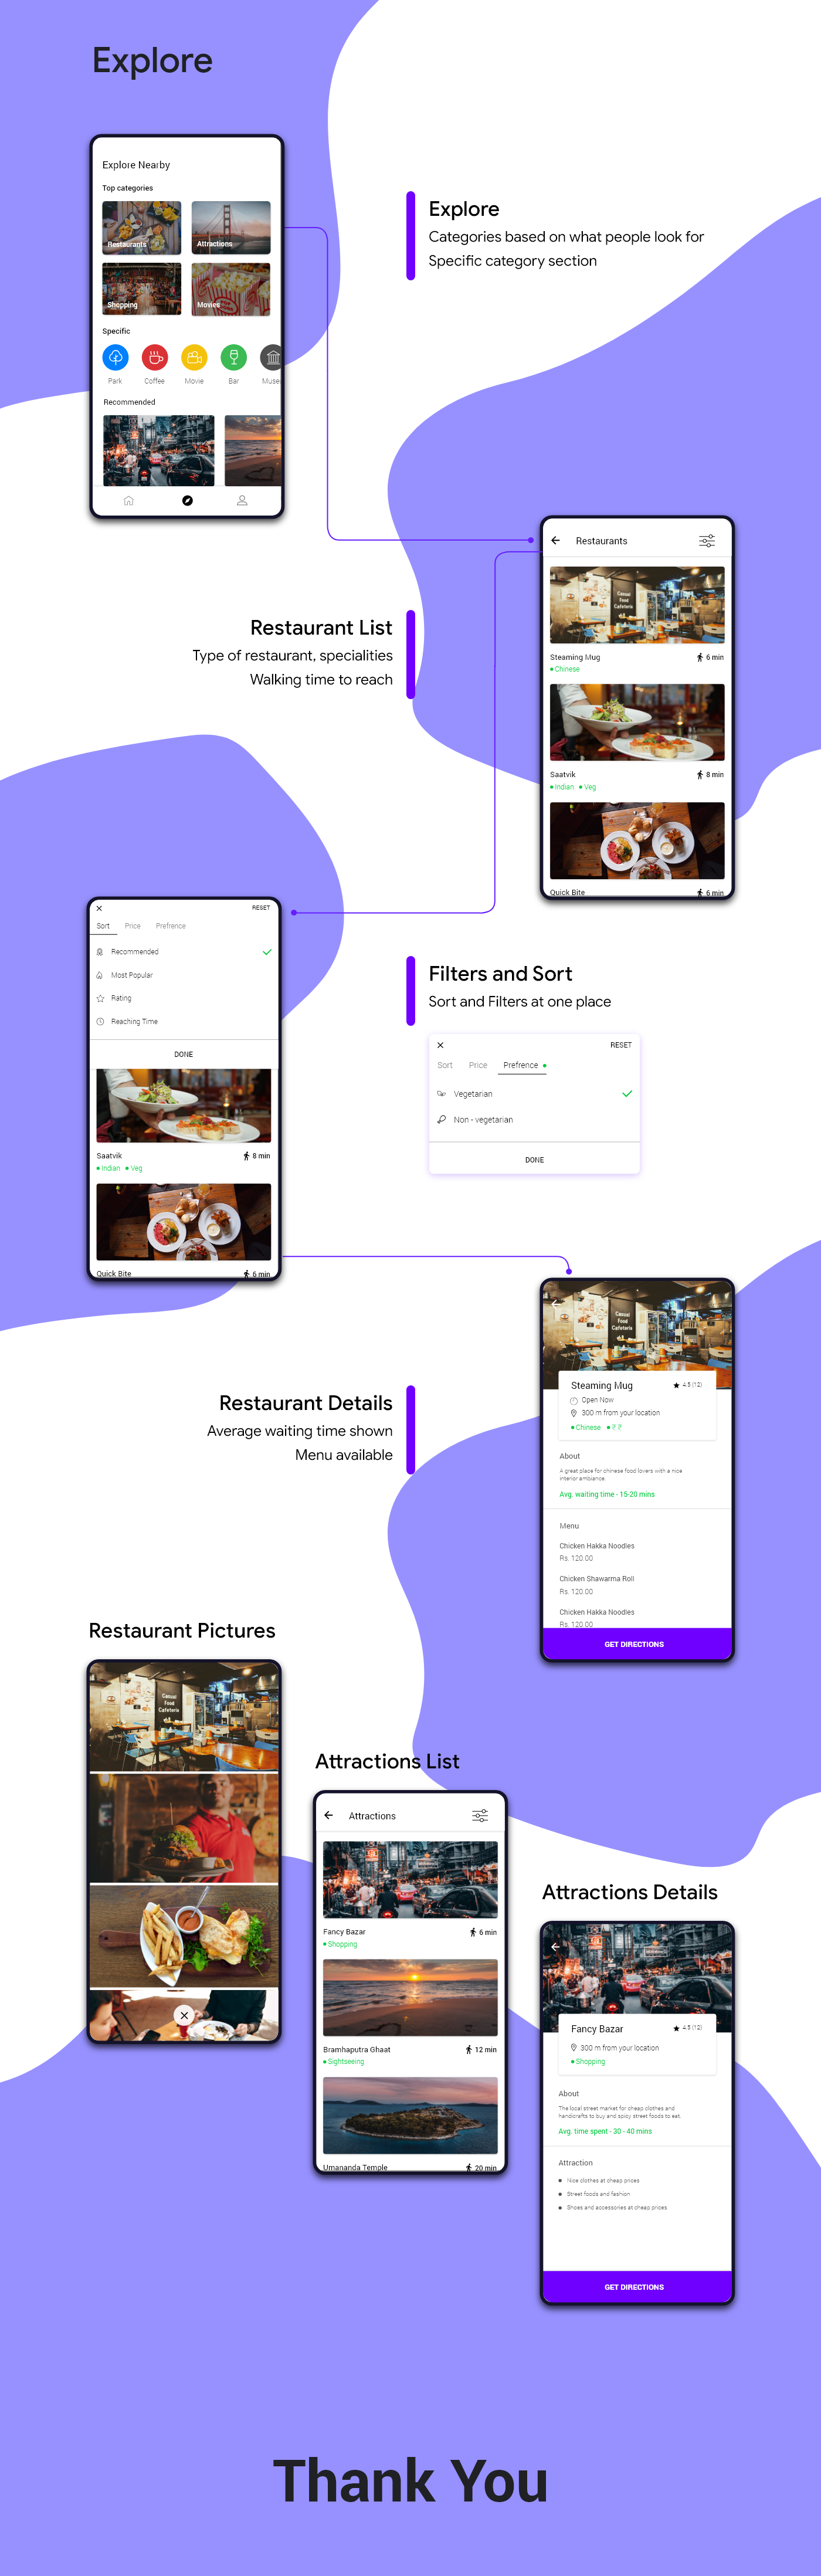 Explore
Explore Nearby
Top categories
Restaurants
Attractions
Shopping
Movies
Specific
Park
Coffee
Movie
Bar
Muse
Recommended
Explore
Categories based on what people look for
Specific category section
Restaurants
Casual
Food
Cafeteria
Steaming Mug
6 min
Chinese
Saatvik
8 min
Indian
Veg
Quick Bite
6 min
Restaurant List
Type of restaurant, specialities
Walking time to reach
RESET
Sort
Price
Prefrence
Recommended
Most Popular
Rating
Reaching Time
DONE
Saatvik
8 min
Indian
Veg
Quick Bite
6 min
Filters and Sort
Sort and Filters at one place
RESET
Sort
Price
Prefrence
Vegetarian
Non - vegetarian
DONE
Casual
Food
Cafeteria
Steaming Mug
4.5 (12)
Open Now
300 m from your location
Chinese
₹ ₹
About
A great place for chinese food lovers with a nice
interior ambiance
Avg. waiting time - 15-20 mins
Menu
Chicken Hakka Noodles
Rs. 120.00
Chicken Shawarma Roll
Rs. 120.00
Chicken Hakka Noodles
Rs. 120.00
GET DIRECTIONS
Restaurant Details
Average waiting time shown
Menu available
Restaurant Pictures
Casual
Food
Cafeteria
Attractions List
Attractions
Fancy Bazar
6 min
Shopping
Bramhaputra Ghaat
12 min
Sightseeing
Umananda Temple
20 min
Attractions Details
Fancy Bazar
4.5 (12)
300 m from your location
Shopping
About
The local street market for cheap clothes and
handicrafts to buy and spicy street foods to eat.
Avg. time spent - 30 - 40 mins
Attraction
Nice clothes at cheap prices
Street foods and fashion
Shoes and accessories at cheap prices
GET DIRECTIONS
Thank You